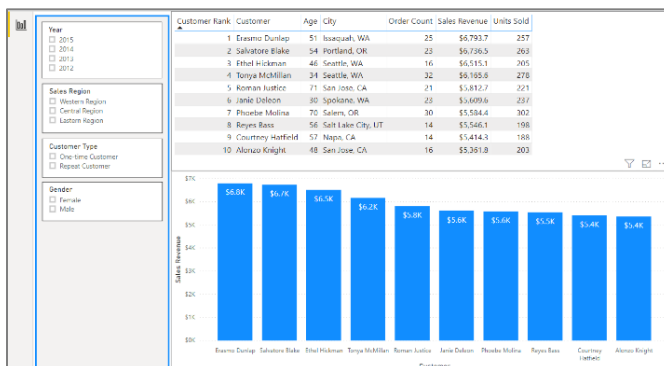 Year
2015
2014
2013
2012
Sales Region
Western Region
Central Region
Eastern Region
Customer Type
One-time Customer
Repeat Customer
Gender
Female
Male
Customer Rank Customer Age City Order Count Sales Revenue Units Sold
1 Erasmo Dunlap 51 Issaquah, WA 25 $6,793.7 257
2 Salvatore Blake 54 Portland, OR 23 $6,736.5 263
3 Ethel Hickman 46 Seattle, WA 16 $6,515.1 205
4 Tonya McMillan 34 Seattle, WA 32 $6,165.6 278
5 Roman Justice 71 San Jose, CA 21 $5,812.7 221
6 Janie Deleon 30 Spokane, WA 23 $5,609.6 237
7 Phoebe Molina 70 Salem, OR 30 $5,584.4 302
8 Reyes Bass 56 Salt Lake City, UT 14 $5,546.1 198
9 Courtney Hatfield 57 Napa, CA 14 $5,414.3 188
10 Alonzo Knight 48 San Jose, CA 16 $5,361.8 203
Sales Revenue
$7K
$6K
$5K
$4K
$3K
$2K
$1K
$0K
$6.8K $6.7K $6.5K $6.2K $5.8K $5.6K $5.6K $5.5K $5.4K $5.4K
Erasmo Dunlap Salvatore Blake Ethel Hickman Tonya McMillan Roman Justice Janie Deleon Phoebe Molina Reyes Bass Courtney Hatfield Alonzo Knight
Customer